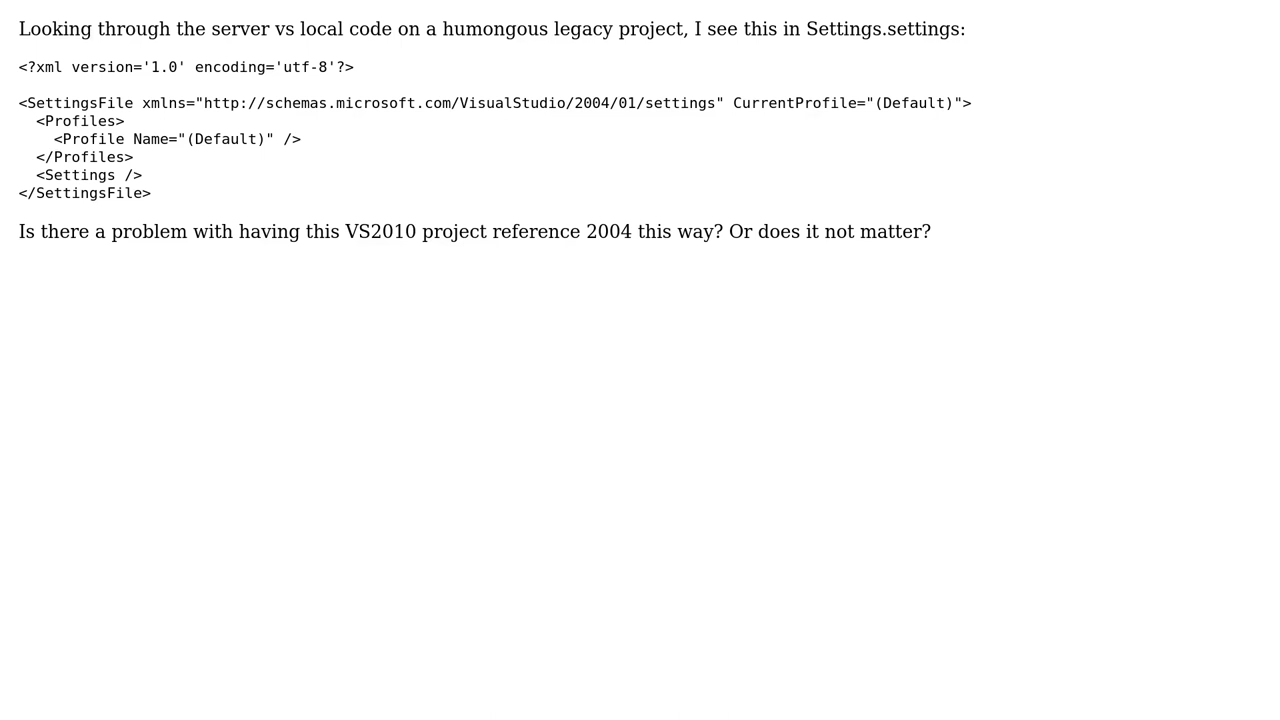 Looking through the server vs local code on a humongous legacy project, I see this in Settings.settings:
<?xml version='1.0' encoding='utf-8'?>
<SettingsFile xmlns="http://schemas.microsoft.com/VisualStudio/2004/01/settings" CurrentProfile="(Default)">
  <Profiles>
    <Profile Name="(Default)" />
  </Profiles>
  <Settings />
</SettingsFile>
Is there a problem with having this VS2010 project reference 2004 this way? Or does it not matter?